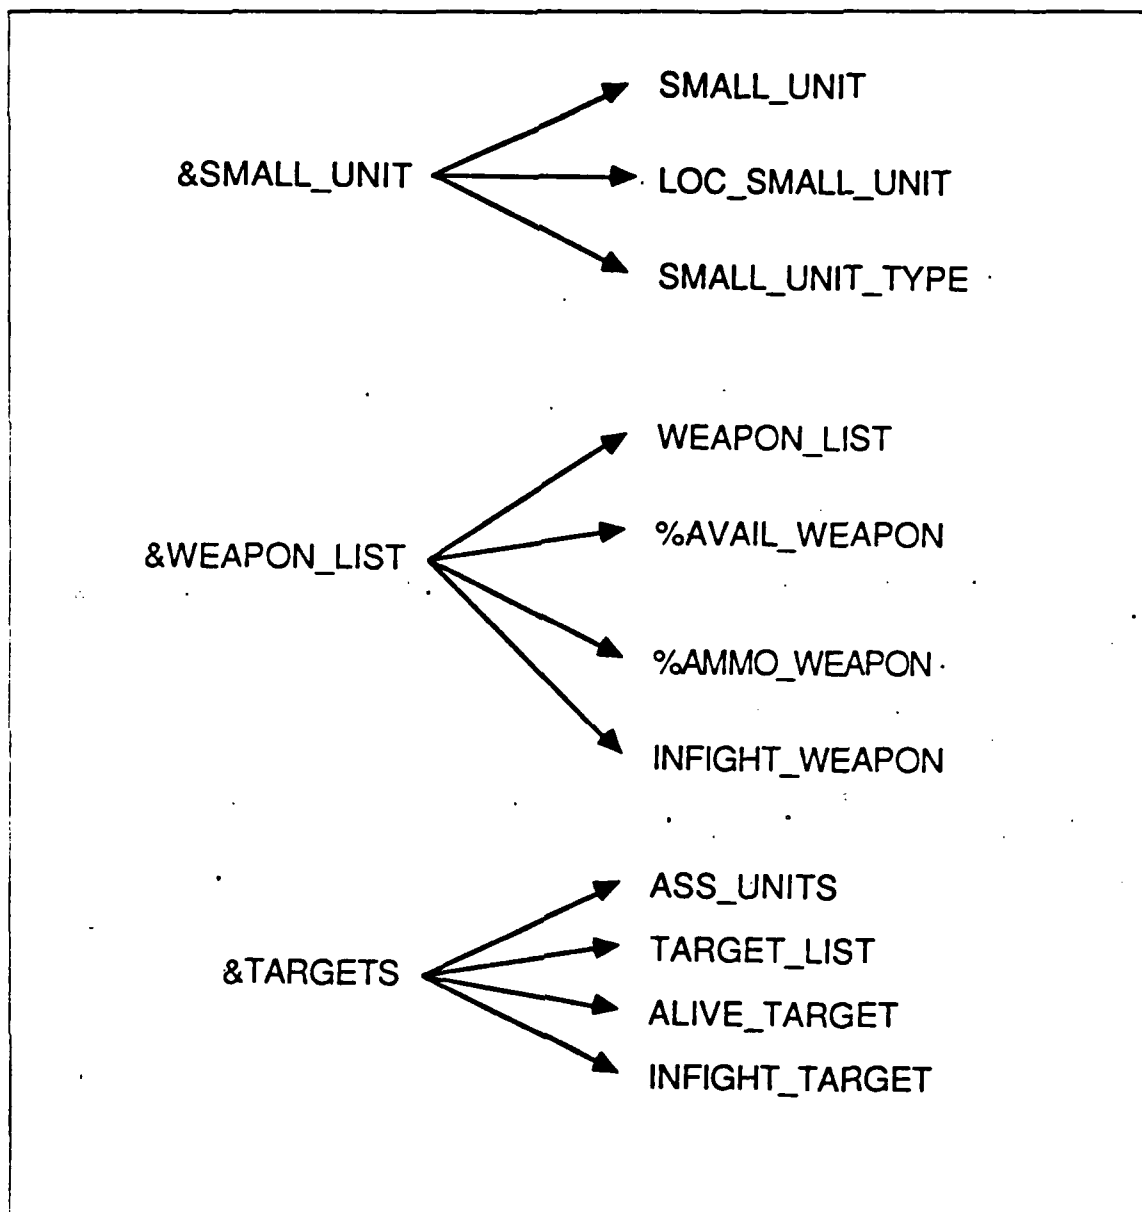 SMALL_UNIT
&SMALL_UNIT
LOC_SMALL_UNIT
SMALL_UNIT_TYPE
WEAPON_LIST
%AVAIL_WEAPON
&WEAPON_LIST
%AMMO_WEAPON
INFIGHT_WEAPON
ASS_UNITS
TARGET_LIST
&TARGETS
ALIVE_TARGET
INFIGHT_TARGET